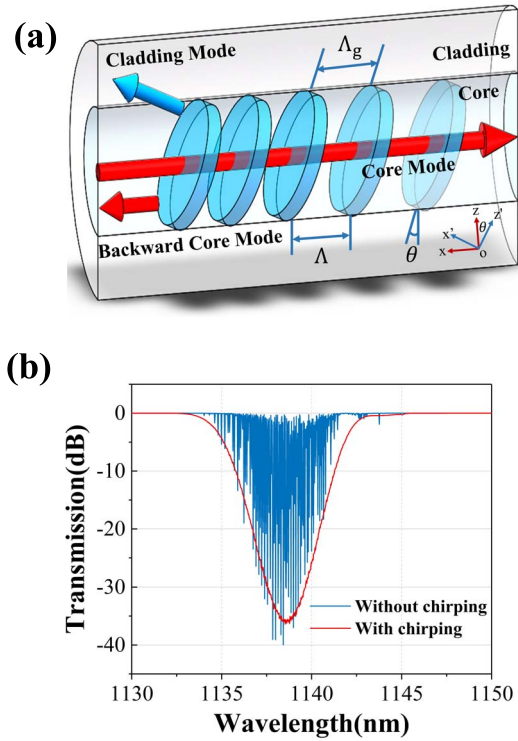 (a)
Cladding Mode
Λg
Cladding
Core
Core Mode
Backward Core Mode
Λ
θ
z
z'
θ
x'
x
o
(b)
0
-10
-20
-30
-40
Transmission(dB)
Without chirping
With chirping
1130
1135
1140
1145
1150
Wavelength(nm)